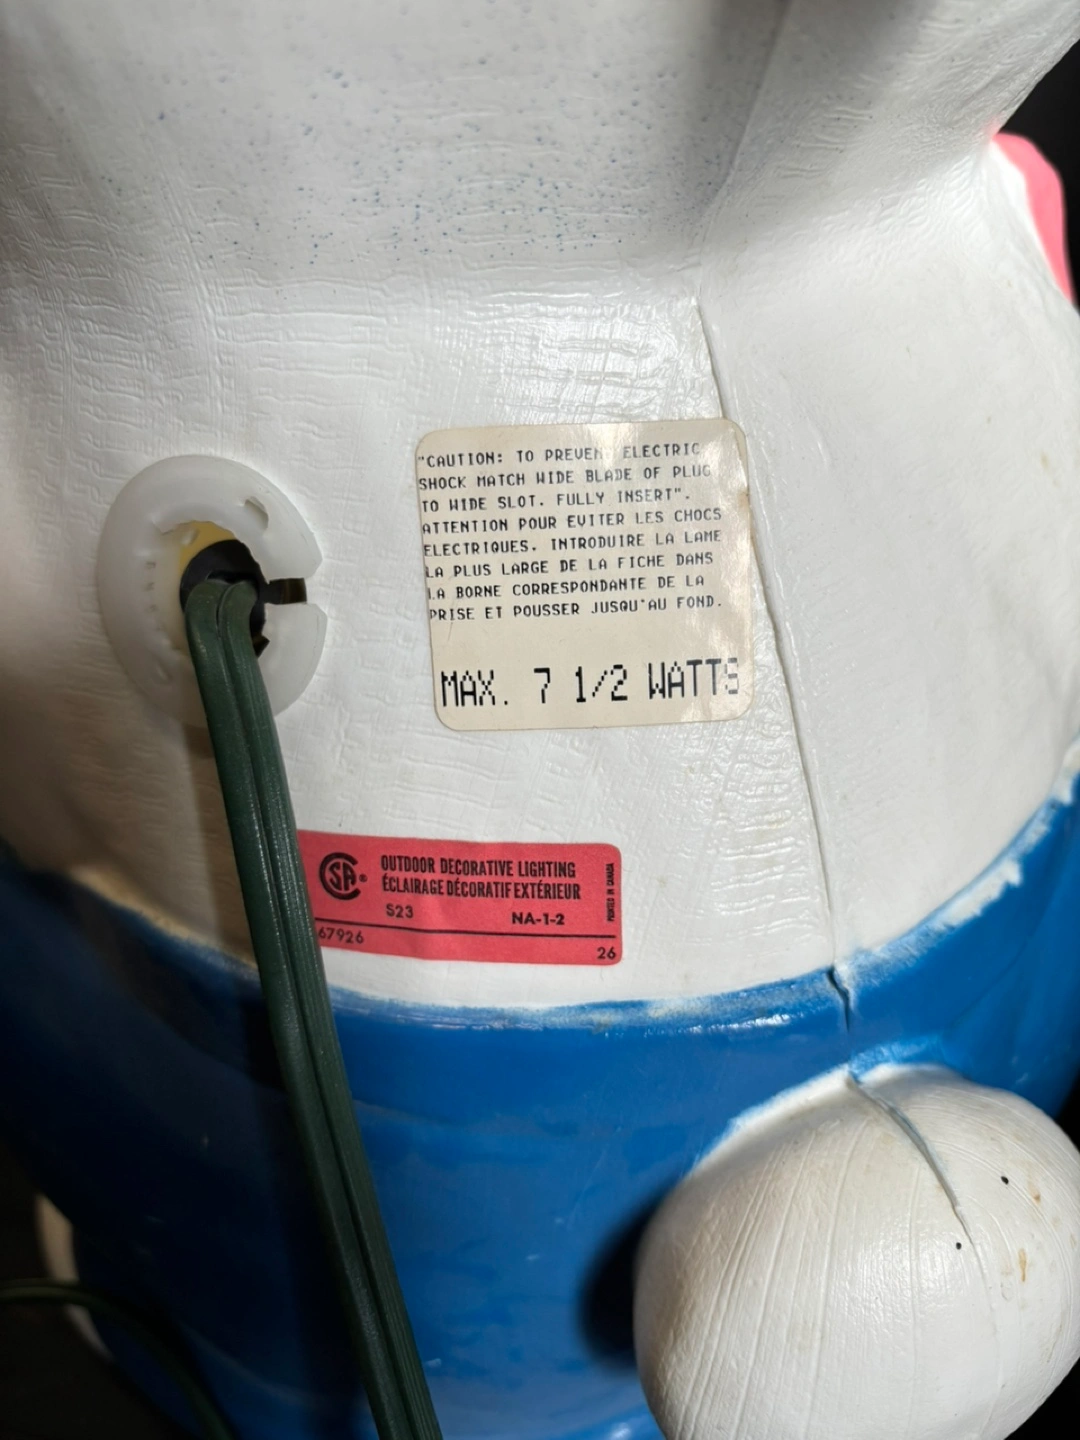 "CAUTION: TO PREVENT ELECTRIC
SHOCK MATCH WIDE BLADE OF PLUG
TO WIDE SLOT. FULLY INSERT".
ATTENTION POUR EVITER LES CHOCS
ELECTRIQUES. INTRODUIRE LA LAME
LA PLUS LARGE DE LA FICHE DANS
LA BORNE CORRESPONDANTE DE LA
PRISE ET POUSSER JUSQU'AU FOND.
MAX. 7 1/2 WATTS
CSA®
OUTDOOR DECORATIVE LIGHTING
ÉCLAIRAGE DÉCORATIF EXTÉRIEUR
PRINTED IN CANADA
S23 NA-1-2
67926 26